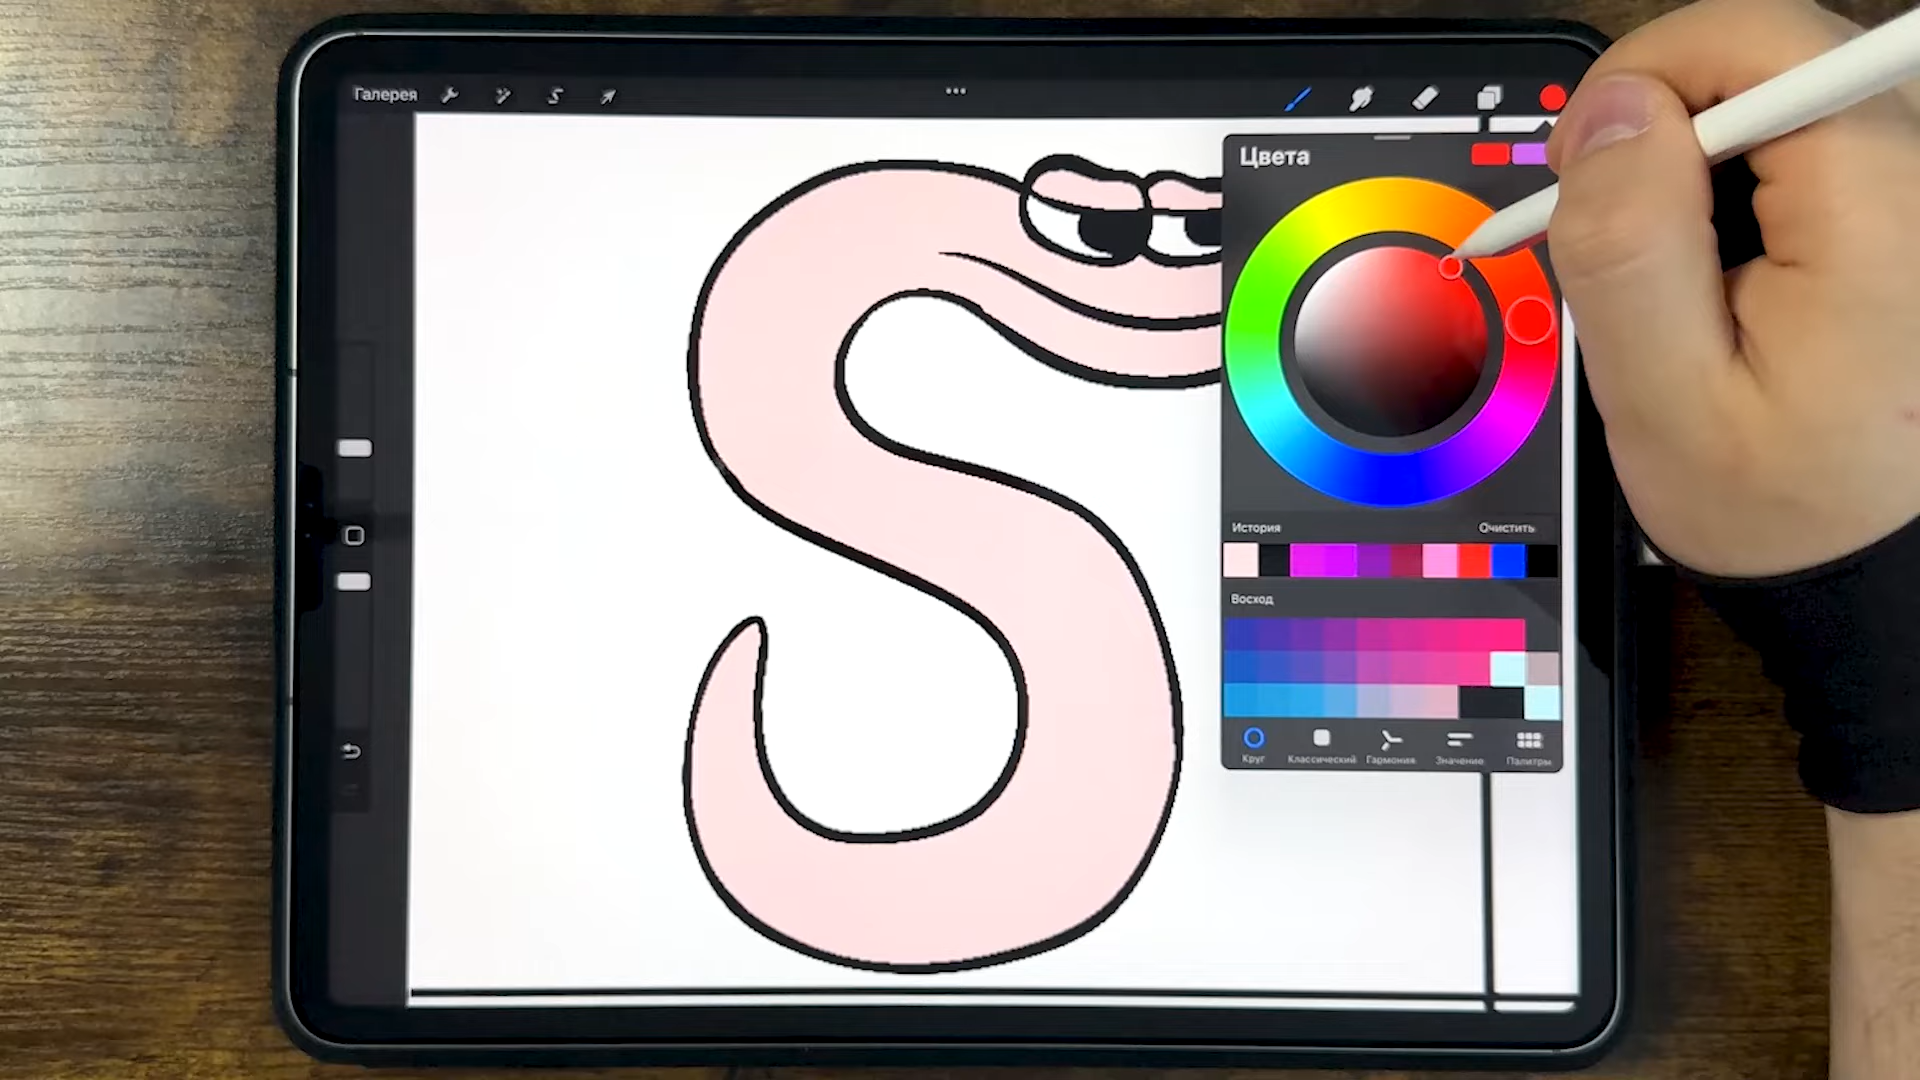 Галерея
Цвета
История Очистить
Восход
Круг Классический Гармония Значение Палитры